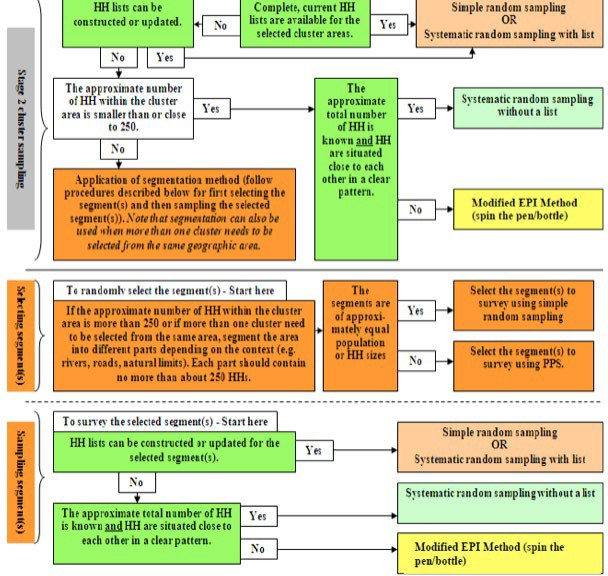 HH lists can be
constructed or updated.
No
Complete, current HH
lists are available for the
selected cluster areas.
Yes
Simple random sampling
OR
Systematic random sampling with list
No
Yes
Stage 2 cluster sampling
The approximate number
of HH within the cluster
area is smaller than or close
to 250.
Yes
The
approximate
total number
of HH is
known and HH
are situated
close to each
other in a clear
pattern.
Yes
Systematic random sampling
without a list
No
Modified EPI Method
(spin the pen/bottle)
No
Application of segmentation method (follow
procedures described below for first selecting the
segment(s) and then sampling the selected
segment(s)). Note that segmentation can also be
used when more than one cluster needs to be
selected from the same geographic area.
Selecting segment(s)
To randomly select the segment(s) - Start here
If the approximate number of HH within the cluster
area is more than 250 or if more than one cluster need
to be selected from the same area, segment the area
into different parts depending on the context (e.g.
rivers, roads, natural limits). Each part should contain
no more than about 250 HHs.
The
segments are
of approxi-
mately equal
population
or HH sizes
Yes
Select the segment(s) to
survey using simple
random sampling
No
Select the segment(s) to
survey using PPS.
Sampling segment(s)
To survey the selected segment(s) - Start here
HH lists can be constructed or updated for the
selected segment(s).
Yes
Simple random sampling
OR
Systematic random sampling with list
No
The approximate total number of HH
is known and HH are situated close to
each other in a clear pattern.
Yes
Systematic random sampling without a list
No
Modified EPI Method (spin the
pen/bottle)